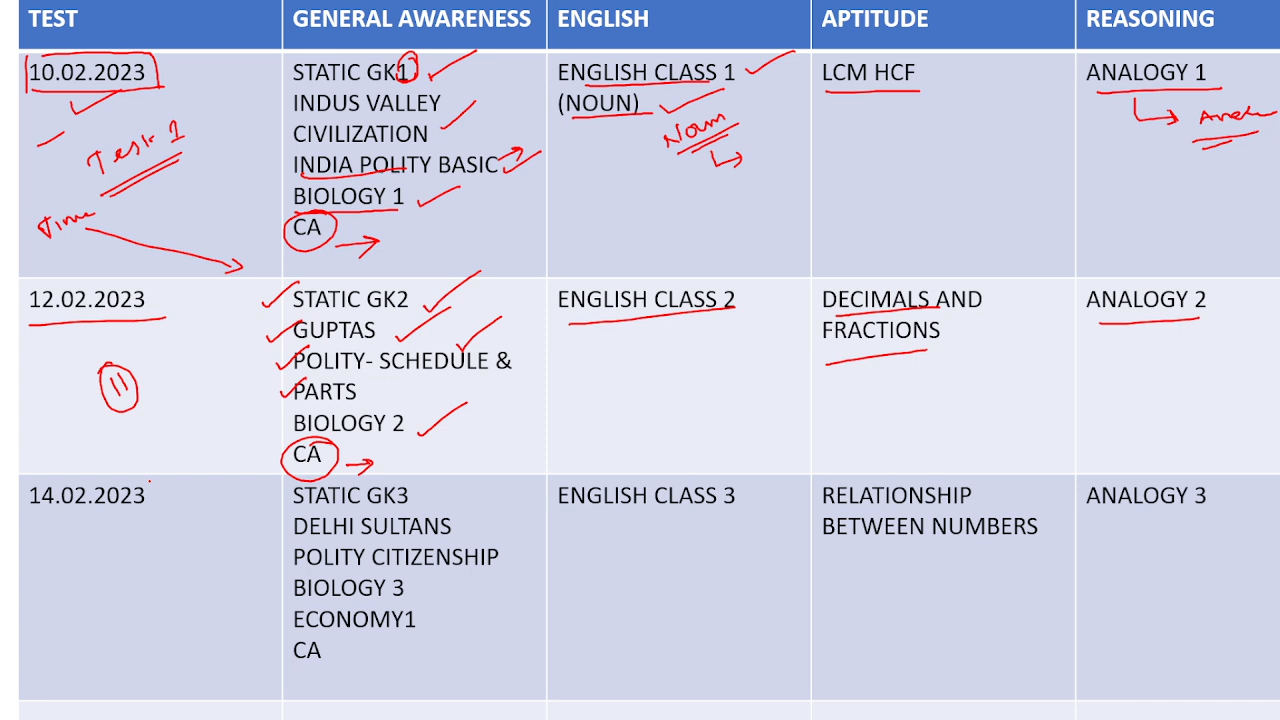 TEST
GENERAL AWARENESS
ENGLISH
APTITUDE
REASONING
10.02.2023
Test 1
Time
STATIC GK1
INDUS VALLEY
CIVILIZATION
INDIA POLITY BASIC
BIOLOGY 1
CA
ENGLISH CLASS 1
(NOUN)
Noun
LCM HCF
ANALOGY 1
12.02.2023
11
STATIC GK2
GUPTAS
POLITY- SCHEDULE &
PARTS
BIOLOGY 2
CA
ENGLISH CLASS 2
DECIMALS AND
FRACTIONS
ANALOGY 2
14.02.2023
STATIC GK3
DELHI SULTANS
POLITY CITIZENSHIP
BIOLOGY 3
ECONOMY1
CA
ENGLISH CLASS 3
RELATIONSHIP
BETWEEN NUMBERS
ANALOGY 3